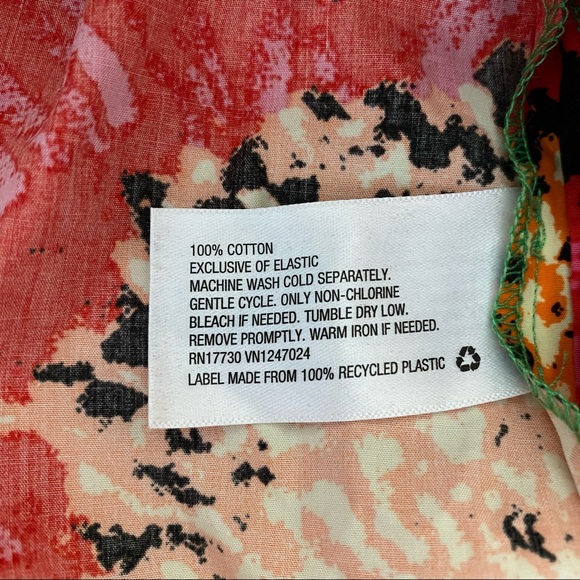 100% COTTON
EXCLUSIVE OF ELASTIC
MACHINE WASH COLD SEPARATELY.
GENTLE CYCLE. ONLY NON-CHLORINE
BLEACH IF NEEDED. TUMBLE DRY LOW.
REMOVE PROMPTLY. WARM IRON IF NEEDED.
RN17730 VN1247024
LABEL MADE FROM 100% RECYCLED PLASTIC